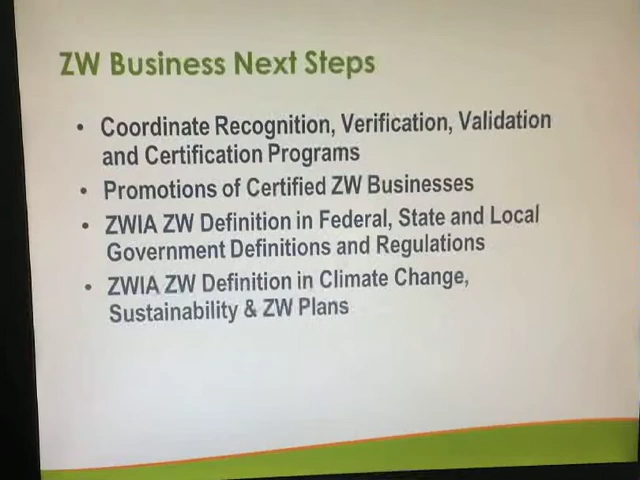 ZW Business Next Steps
• Coordinate Recognition, Verification, Validation
and Certification Programs
• Promotions of Certified ZW Businesses
• ZWIA ZW Definition in Federal, State and Local
Government Definitions and Regulations
• ZWIA ZW Definition in Climate Change,
Sustainability & ZW Plans